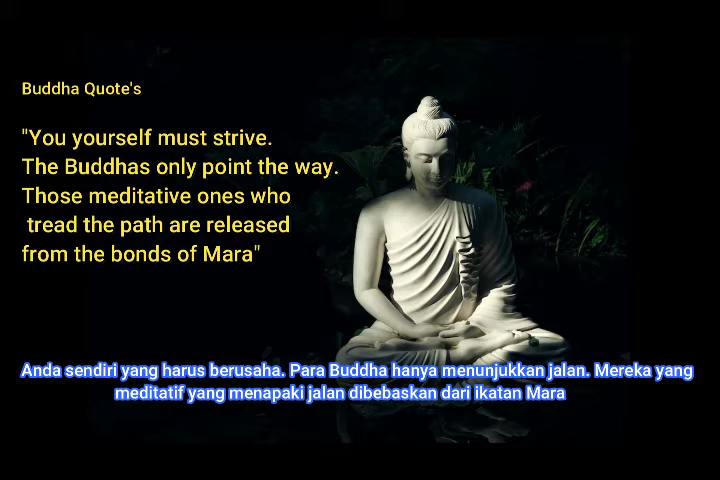 Buddha Quote's
"You yourself must strive.
The Buddhas only point the way.
Those meditative ones who
tread the path are released
from the bonds of Mara"
Anda sendiri yang harus berusaha. Para Buddha hanya menunjukkan jalan. Mereka yang
meditatif yang menapaki jalan dibebaskan dari ikatan Mara